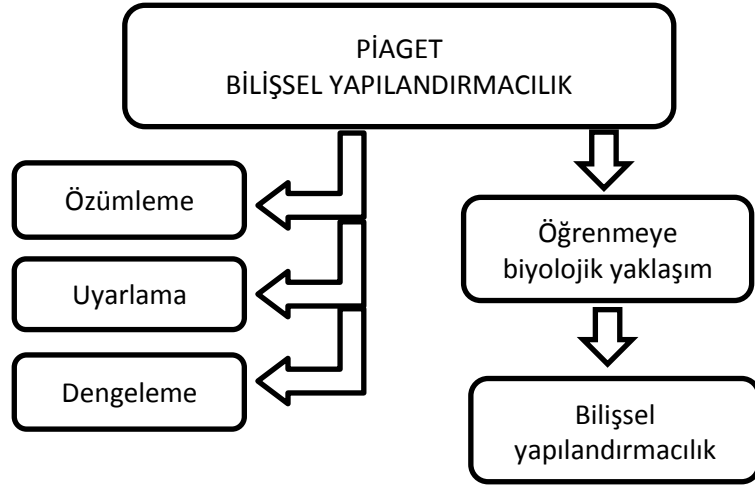 PİAGET
BİLİŞSEL YAPILANDIRMACILIK
Özümleme
Uyarlama
Dengeleme
Öğrenmeye
biyolojik yaklaşım
Bilişsel
yapılandırmacılık